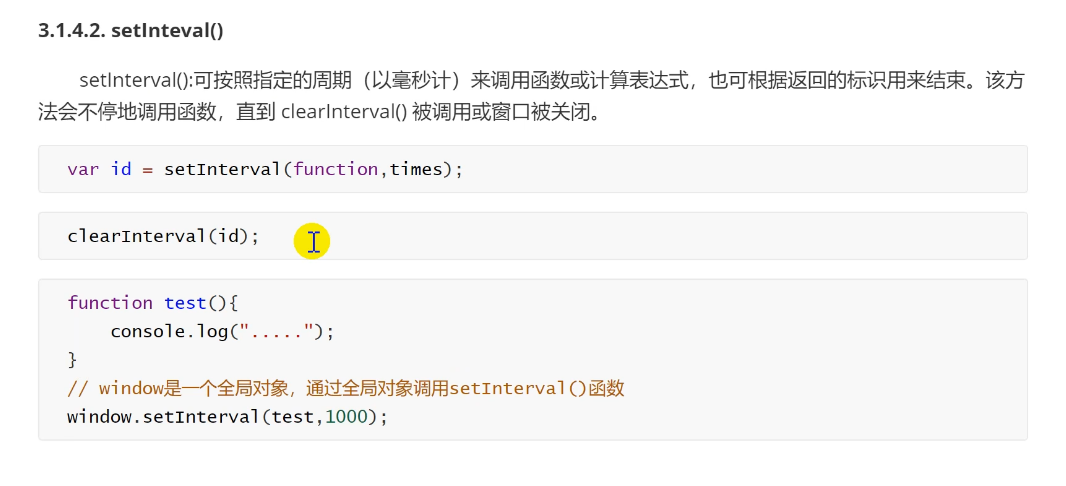 3.1.4.2. setInteval()
setInterval():可按照指定的周期（以毫秒计）来调用函数或计算表达式，也可根据返回的标识用来结束。该方
法会不停地调用函数，直到 clearInterval() 被调用或窗口被关闭。
var id = setInterval(function,times);
clearInterval(id);
function test(){
    console.log(".....");
}
// window是一个全局对象，通过全局对象调用setInterval()函数
window.setInterval(test,1000);